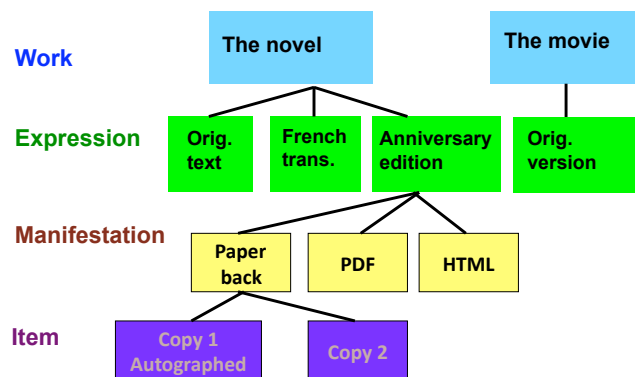 Work
The novel
The movie
Expression
Orig.
text
French
trans.
Anniversary
edition
Orig.
version
Manifestation
Paper
back
PDF
HTML
Item
Copy 1
Autographed
Copy 2